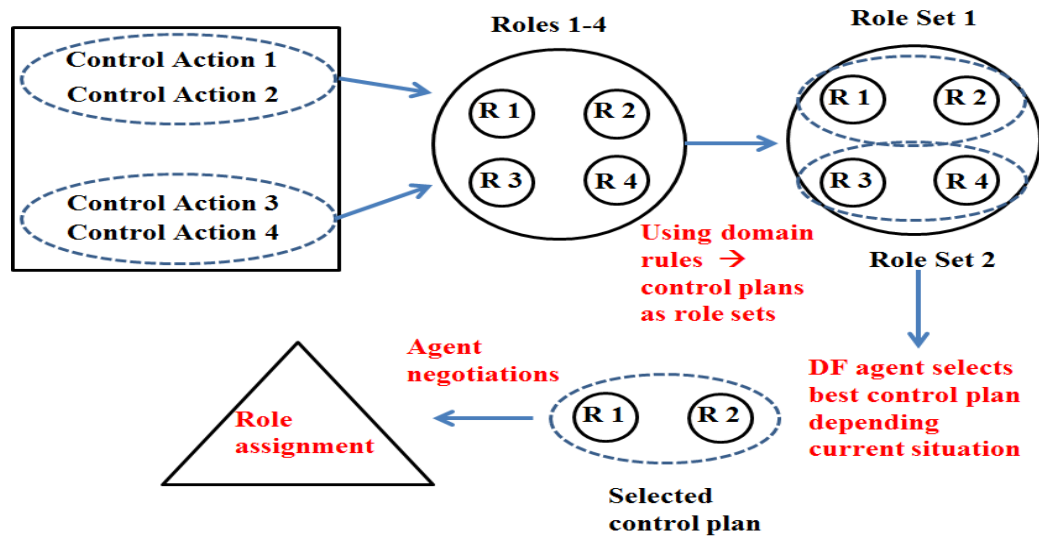 Control Action 1
Control Action 2
Control Action 3
Control Action 4
Roles 1-4
R 1
R 2
R 3
R 4
Role Set 1
R 1
R 2
R 3
R 4
Role Set 2
Using domain
rules →
control plans
as role sets
DF agent selects
best control plan
depending
current situation
R 1
R 2
Selected
control plan
Agent
negotiations
Role
assignment